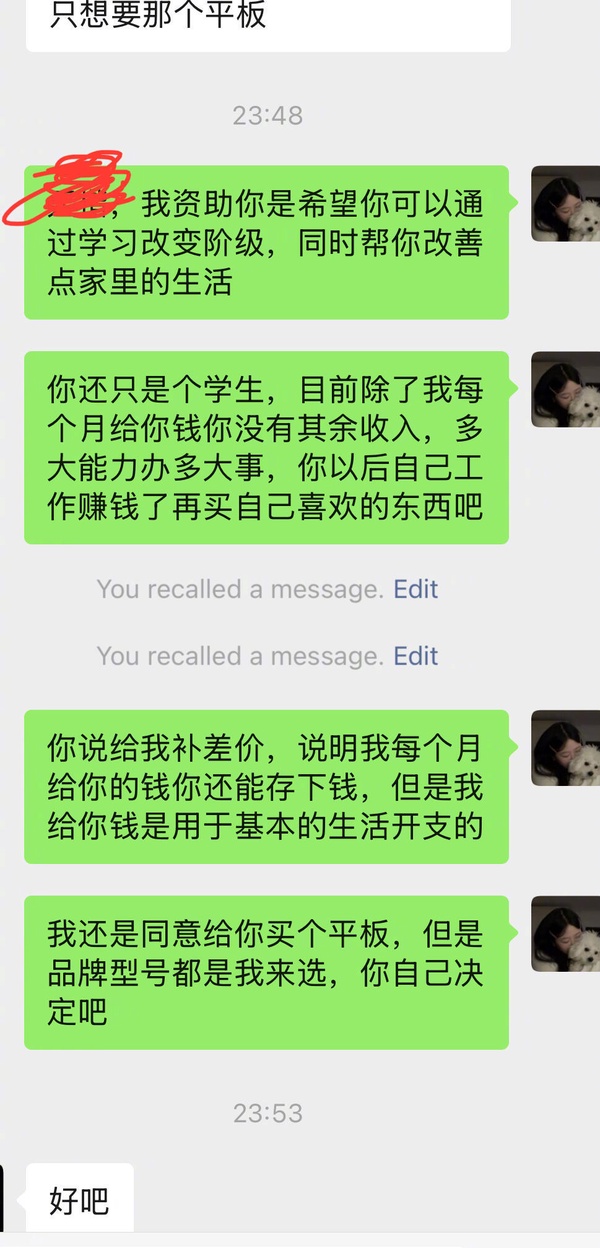 只想要那个平板
23:48
，我资助你是希望你可以通
过学习改变阶级，同时帮你改善
点家里的生活
你还只是个学生，目前除了我每
个月给你钱你没有其余收入，多
大能力办多大事，你以后自己工
作赚钱了再买自己喜欢的东西吧
You recalled a message. Edit
You recalled a message. Edit
你说给我补差价，说明我每个月
给你的钱你还能存下钱，但是我
给你钱是用于基本的生活开支的
我还是同意给你买个平板，但是
品牌型号都是我来选，你自己决
定吧
23:53
好吧